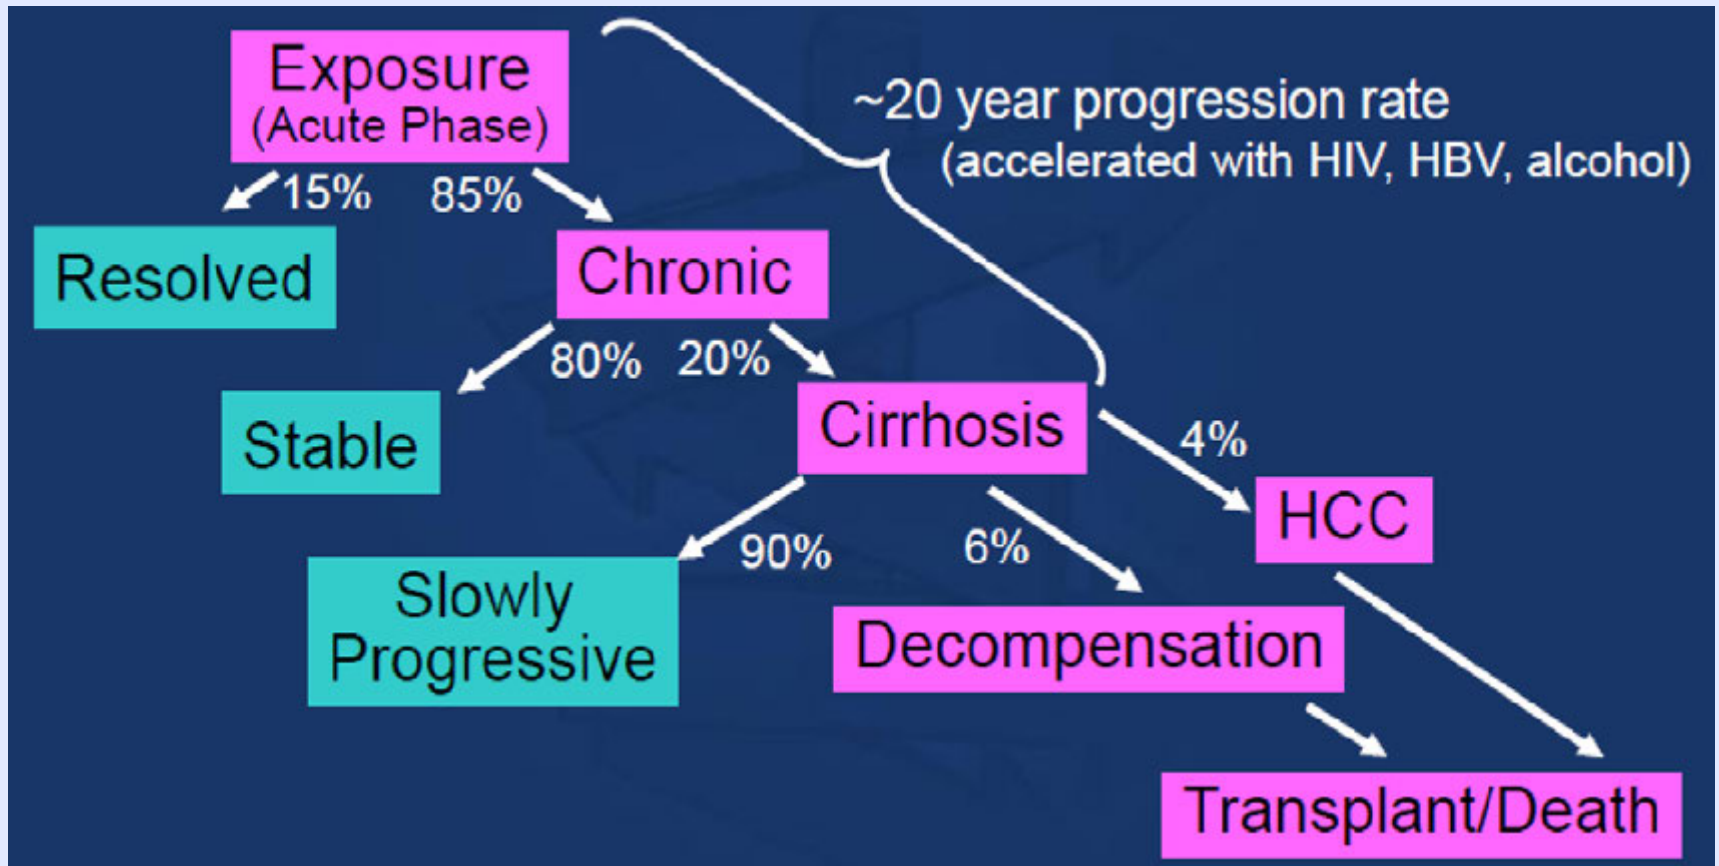 Exposure
(Acute Phase)
~20 year progression rate
(accelerated with HIV, HBV, alcohol)
15%
85%
Resolved
Chronic
80%
20%
Stable
Cirrhosis
4%
HCC
90%
6%
Slowly
Progressive
Decompensation
Transplant/Death